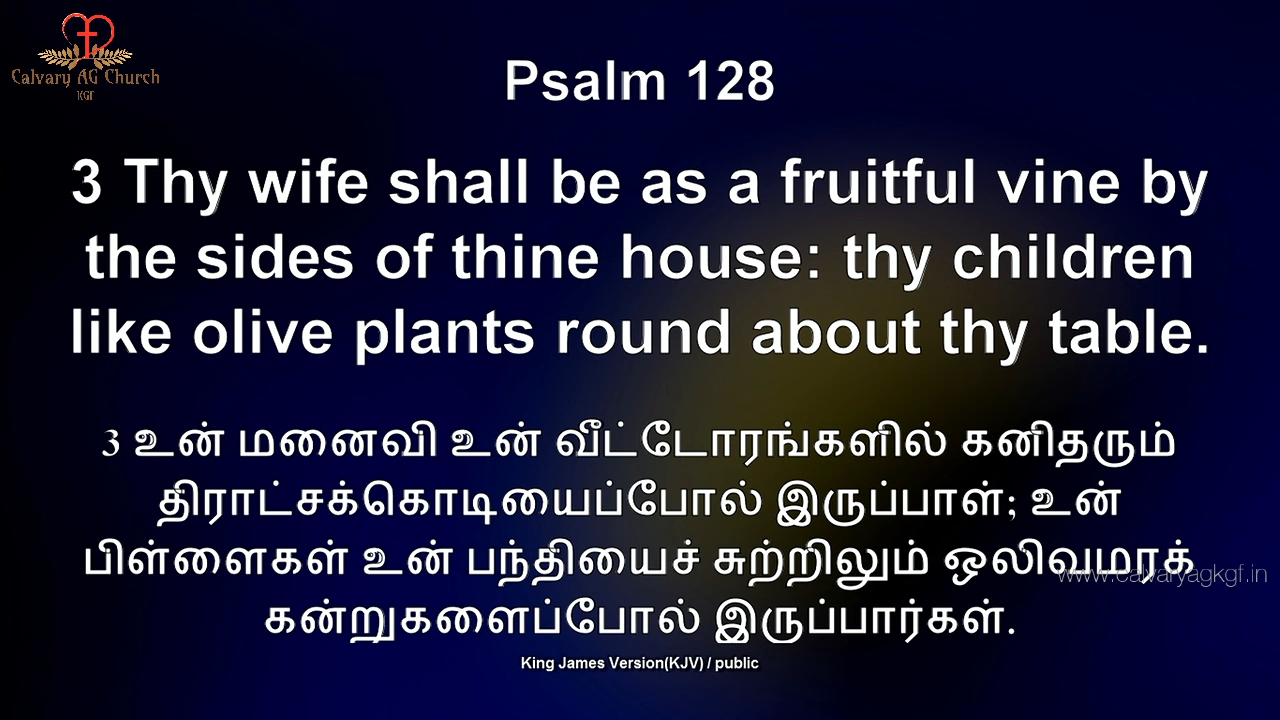 Calvary AG Church
KGF
Psalm 128
3 Thy wife shall be as a fruitful vine by
the sides of thine house: thy children
like olive plants round about thy table.
3 உன் மனைவி உன் வீட்டோரங்களில் கனிதரும்
திராட்சக்கொடியைப்போல் இருப்பாள்; உன்
பிள்ளைகள் உன் பந்தியைச் சுற்றிலும் ஒலிவமரக்
www.calvaryagkgf.in
கன்றுகளைப்போல் இருப்பார்கள்.
King James Version(KJV) / public